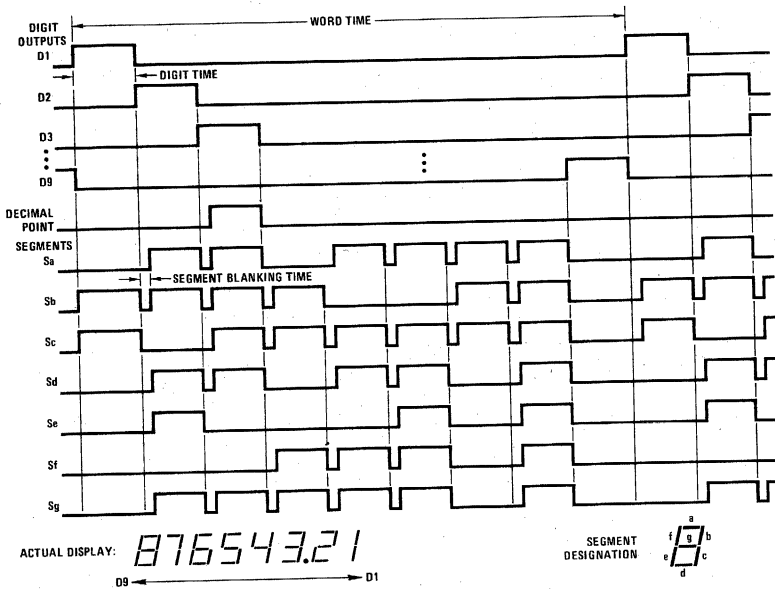 WORD TIME
DIGIT
OUTPUTS
D1
DIGIT TIME
D2
D3
D9
DECIMAL
POINT
SEGMENTS
Sa
SEGMENT BLANKING TIME
Sb
Sc
Sd
Se
Sf
Sg
ACTUAL DISPLAY: 876543.21
D9 D1
SEGMENT
DESIGNATION
a
f g b
e c
d